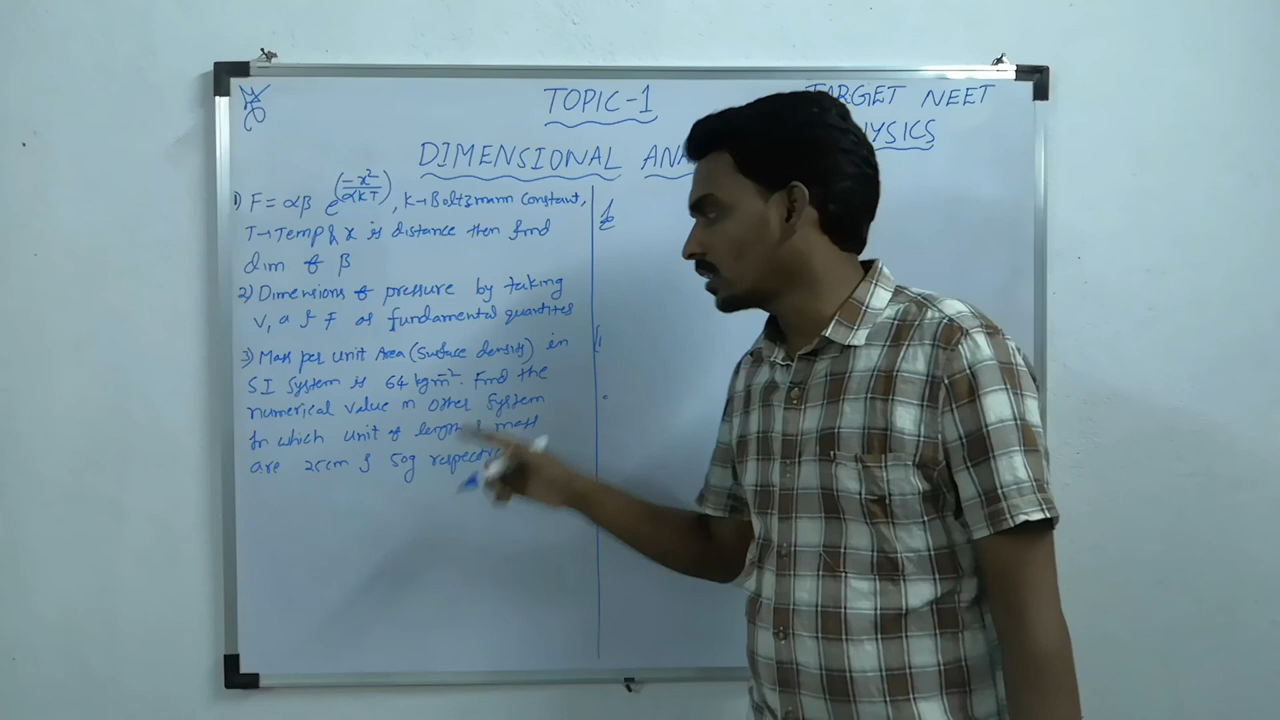 TOPIC-1
TARGET NEET
YSICS
DIMENSIONAL ANA
1) F = αβ e^(-x²/αKT), K→Boltzmann Constant,
T→Temp & x is distance then find
dim of β
2) Dimensions of pressure by taking
V, a & F as fundamental quantites
3) Mass per unit Area (Surface density) in
SI System is 64 kgm⁻². Find the
numerical value in other system
In which unit of length & mass
are 25cm & 50g